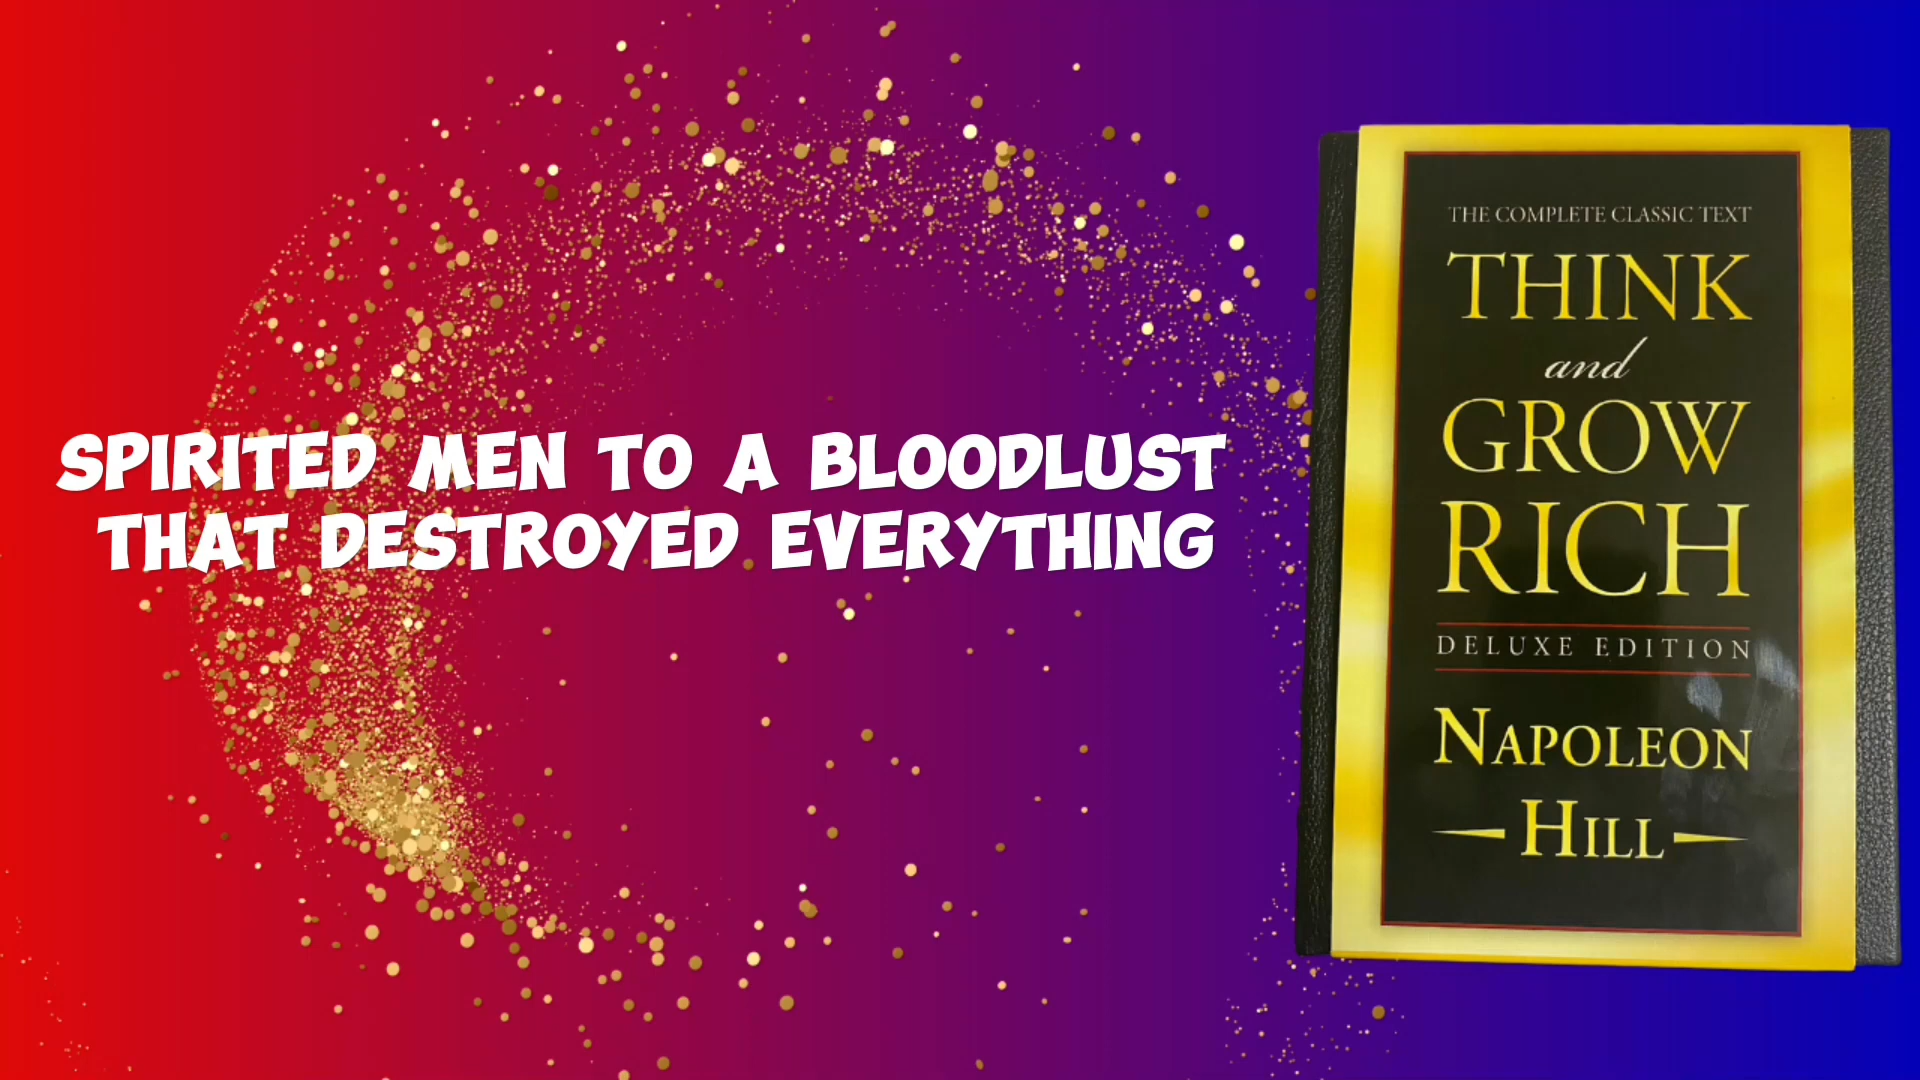 SPIRITED MEN TO A BLOODLUST
THAT DESTROYED EVERYTHING
THE COMPLETE CLASSIC TEXT
THINK
and
GROW
RICH
DELUXE EDITION
NAPOLEON
HILL